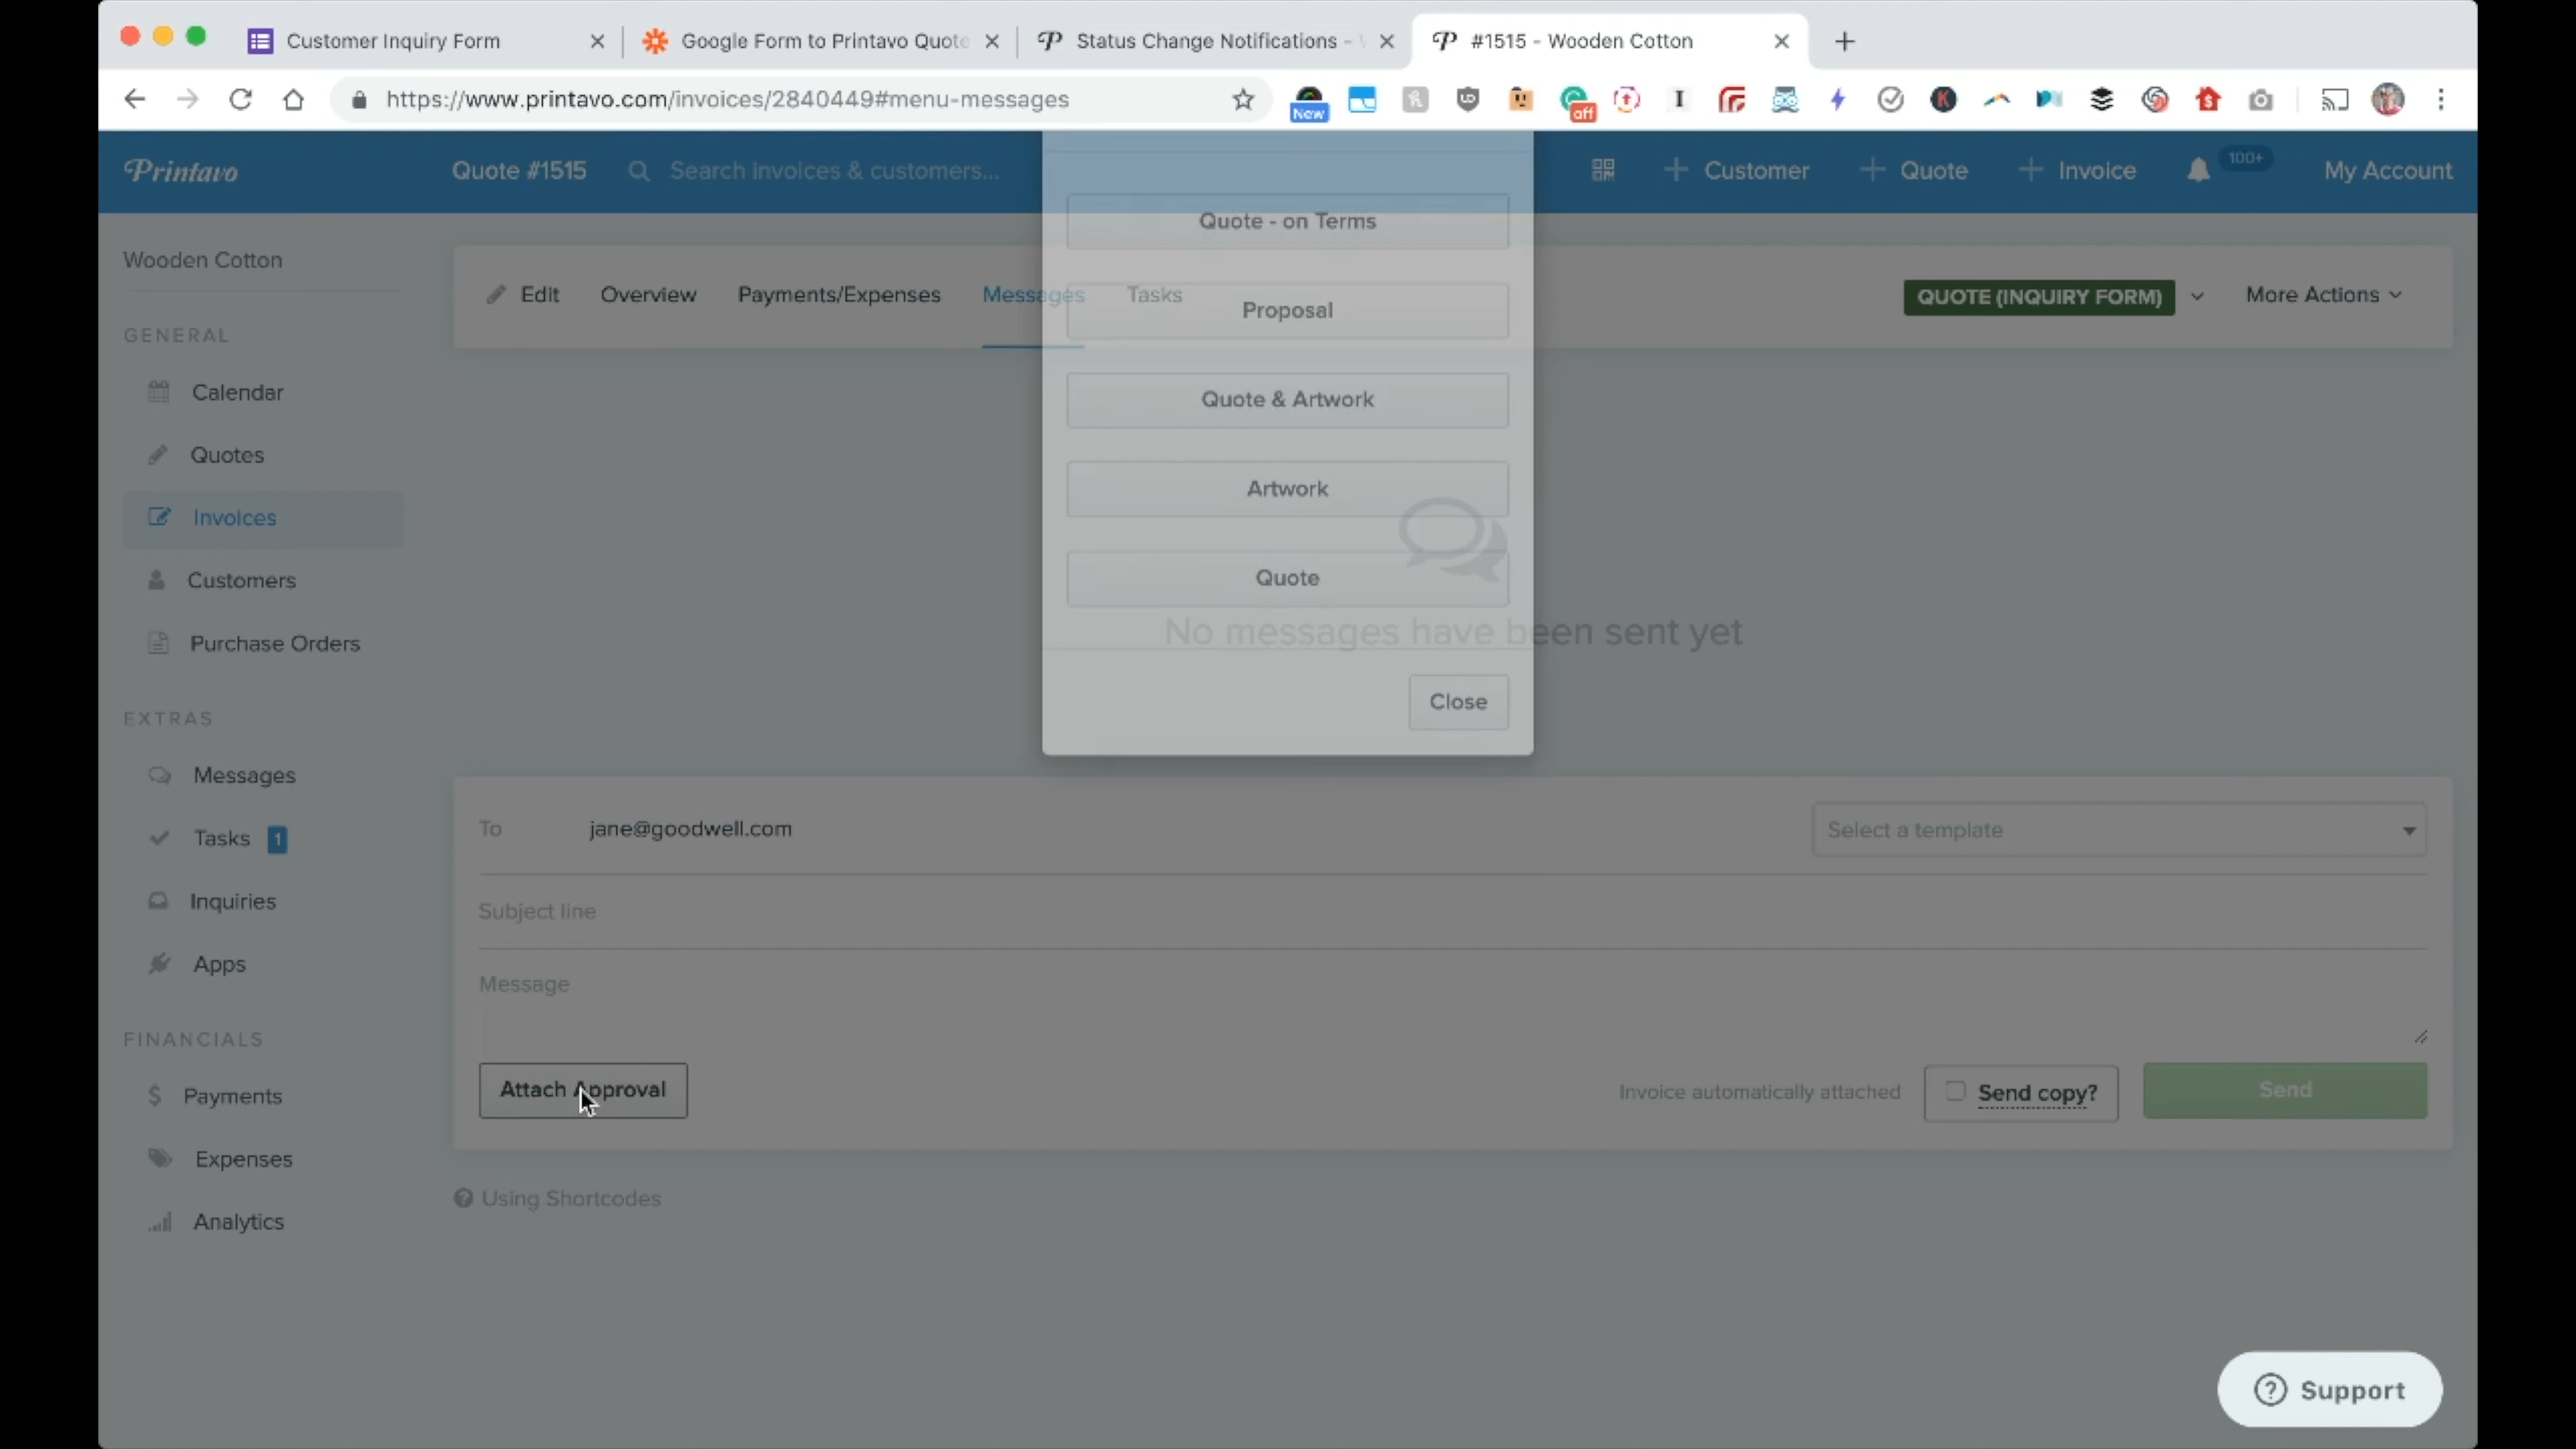 Customer Inquiry Form
Google Form to Printavo Quote
Status Change Notifications -
#1515 - Wooden Cotton
https://www.printavo.com/invoices/2840449#menu-messages
New
off
Printavo
Quote #1515
Search invoices & customers...
Customer
Quote
Invoice
100+
My Account
Wooden Cotton
GENERAL
Calendar
Quotes
Invoices
Customers
Purchase Orders
EXTRAS
Messages
Tasks 1
Inquiries
Apps
FINANCIALS
Payments
Expenses
Analytics
Edit
Overview
Payments/Expenses
Messages
Tasks
QUOTE (INQUIRY FORM)
More Actions
Quote - on Terms
Proposal
Quote & Artwork
Artwork
Quote
No messages have been sent yet
Close
To
jane@goodwell.com
Select a template
Subject line
Message
Attach Approval
Invoice automatically attached
Send copy?
Send
Using Shortcodes
Support